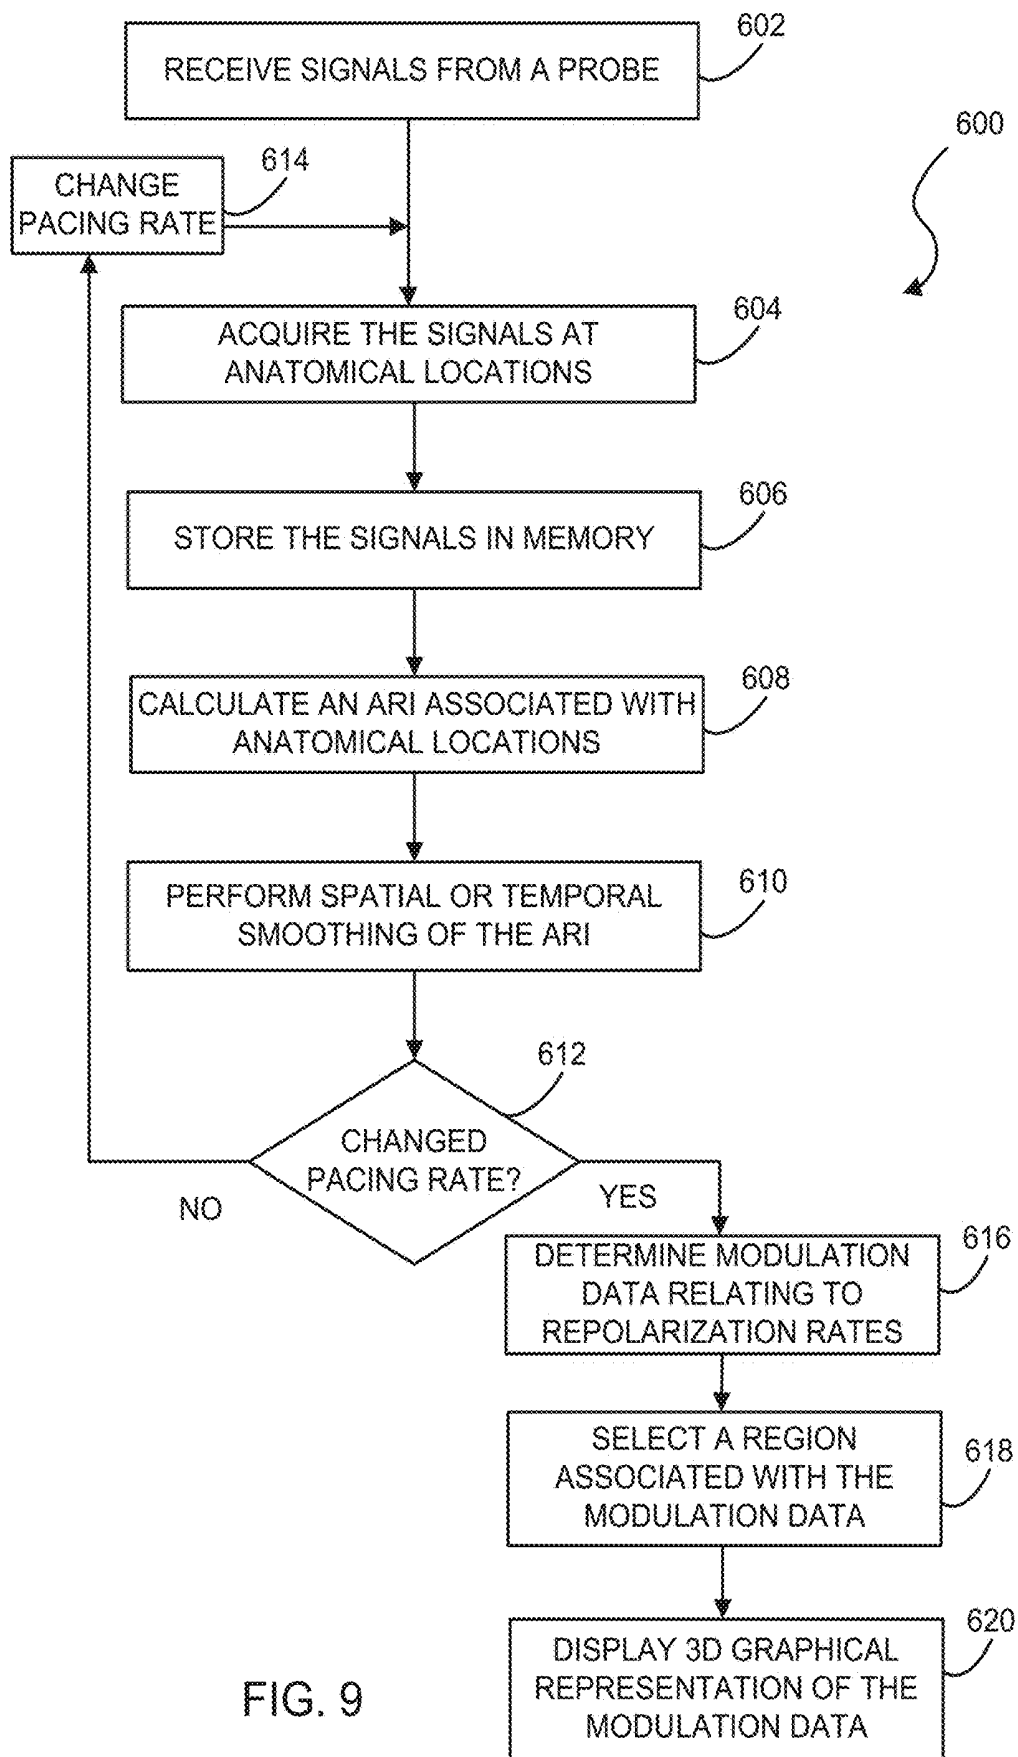 602
RECEIVE SIGNALS FROM A PROBE
600
614
CHANGE
PACING RATE
604
ACQUIRE THE SIGNALS AT
ANATOMICAL LOCATIONS
606
STORE THE SIGNALS IN MEMORY
608
CALCULATE AN ARI ASSOCIATED WITH
ANATOMICAL LOCATIONS
610
PERFORM SPATIAL OR TEMPORAL
SMOOTHING OF THE ARI
612
CHANGED
PACING RATE?
NO
YES
616
DETERMINE MODULATION
DATA RELATING TO
REPOLARIZATION RATES
618
SELECT A REGION
ASSOCIATED WITH THE
MODULATION DATA
620
DISPLAY 3D GRAPHICAL
REPRESENTATION OF THE
MODULATION DATA
FIG. 9